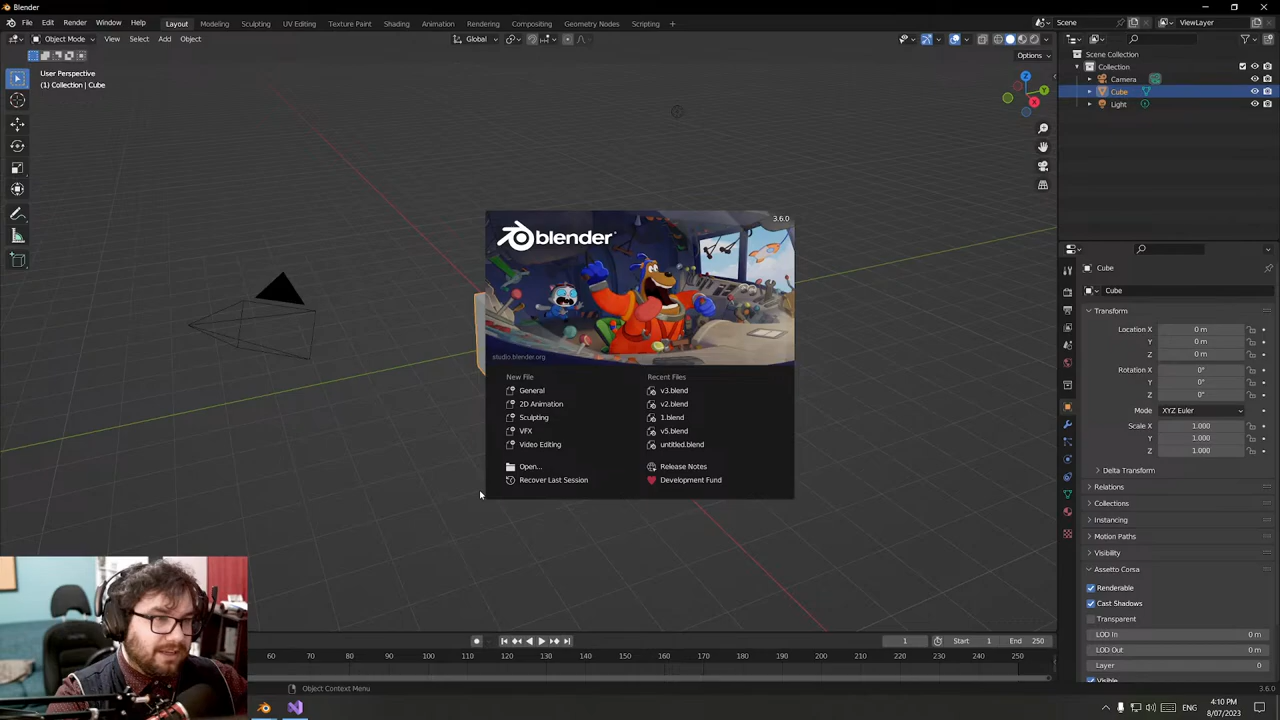 Blender
File Edit Render Window Help Layout Modeling Sculpting UV Editing Texture Paint Shading Animation Rendering Compositing Geometry Nodes Scripting + Scene ViewLayer
Object Mode View Select Add Object Global
Options
User Perspective
(1) Collection | Cube
Z
Y
X
Scene Collection
Collection
Camera
Cube
Light
blender
3.6.0
studio.blender.org
New File
General
2D Animation
Sculpting
VFX
Video Editing
Open...
Recover Last Session
Recent Files
v3.blend
v2.blend
1.blend
v5.blend
untitled.blend
Release Notes
Development Fund
Cube
Cube
Transform
Location X 0 m
Y 0 m
Z 0 m
Rotation X 0°
Y 0°
Z 0°
Mode XYZ Euler
Scale X 1.000
Y 1.000
Z 1.000
Delta Transform
Relations
Collections
Instancing
Motion Paths
Visibility
Assetto Corsa
Renderable
Cast Shadows
Transparent
LOD In 0 m
LOD Out 0 m
Layer 0
Visible
1 Start 1 End 250
60 70 80 90 100 110 120 130 140 150 160 170 180 190 200 210 220 230 240 250
Object Context Menu
3.6.0
ENG
4:10 PM
8/07/2023